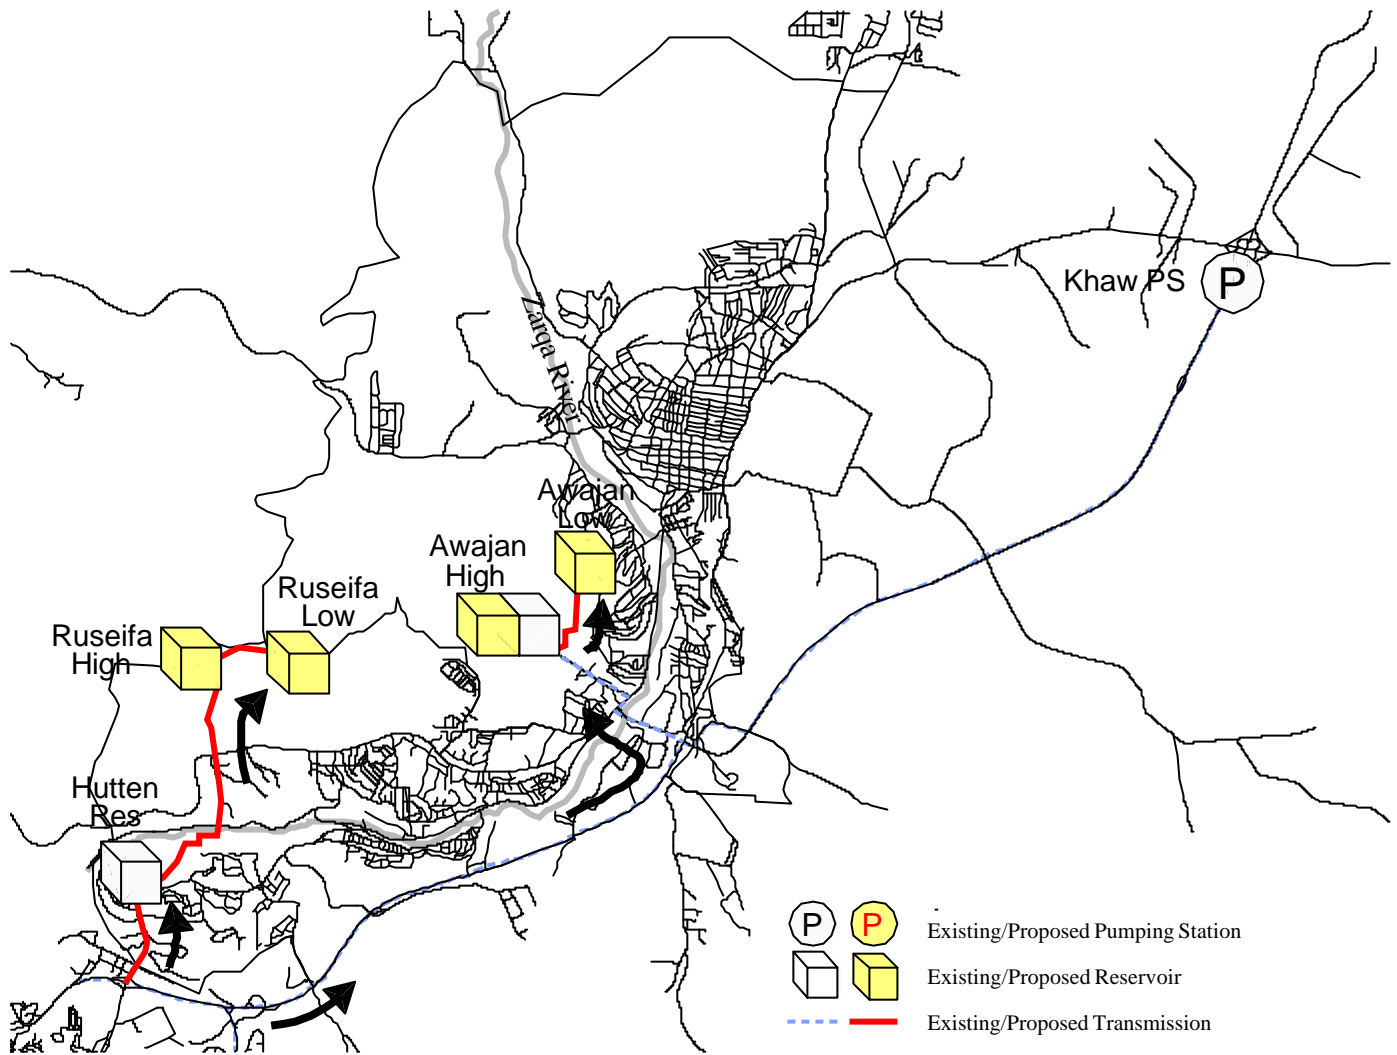 Khaw PS
P
Zarqa River
Awajan
Low
Awajan
High
Ruseifa
Low
Ruseifa
High
Hutten
Res
P P
Existing/Proposed Pumping Station
Existing/Proposed Reservoir
Existing/Proposed Transmission